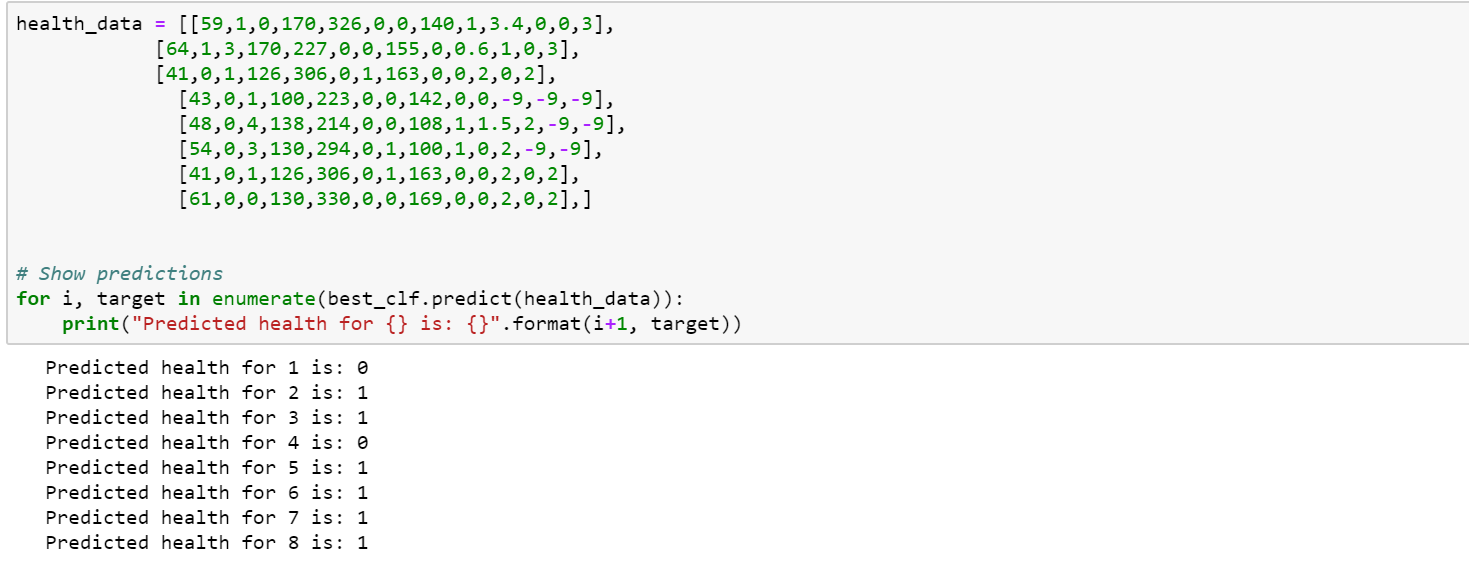 health_data = [[59,1,0,170,326,0,0,140,1,3.4,0,0,3],
            [64,1,3,170,227,0,0,155,0,0.6,1,0,3],
            [41,0,1,126,306,0,1,163,0,0,2,0,2],
              [43,0,1,100,223,0,0,142,0,0,-9,-9,-9],
              [48,0,4,138,214,0,0,108,1,1.5,2,-9,-9],
              [54,0,3,130,294,0,1,100,1,0,2,-9,-9],
              [41,0,1,126,306,0,1,163,0,0,2,0,2],
              [61,0,0,130,330,0,0,169,0,0,2,0,2],]
# Show predictions
for i, target in enumerate(best_clf.predict(health_data)):
    print("Predicted health for {} is: {}".format(i+1, target))
Predicted health for 1 is: 0
Predicted health for 2 is: 1
Predicted health for 3 is: 1
Predicted health for 4 is: 0
Predicted health for 5 is: 1
Predicted health for 6 is: 1
Predicted health for 7 is: 1
Predicted health for 8 is: 1